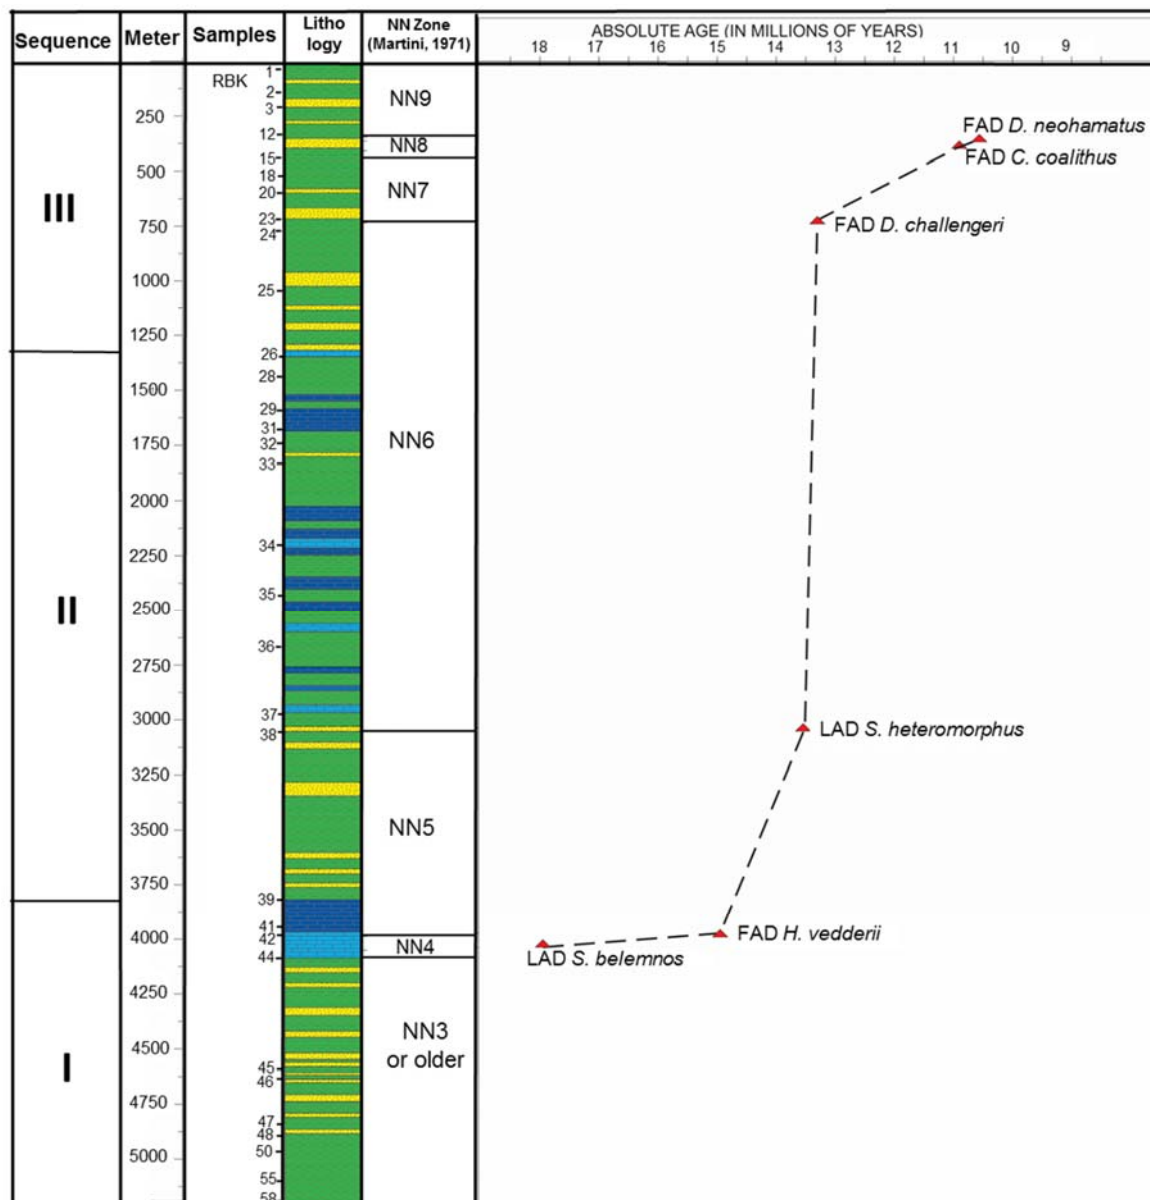 Sequence
Meter
Samples
Litho
logy
NN Zone
(Martini, 1971)
ABSOLUTE AGE (IN MILLIONS OF YEARS)
18 17 16 15 14 13 12 11 10 9
III
II
I
250
500
750
1000
1250
1500
1750
2000
2250
2500
2750
3000
3250
3500
3750
4000
4250
4500
4750
5000
RBK
1
2
3
12
15
18
20
23
24
25
26
28
29
31
32
33
34
35
36
37
38
39
41
42
44
45
46
47
48
50
55
58
NN9
NN8
NN7
NN6
NN5
NN4
NN3
or older
FAD D. neohamatus
FAD C. coalithus
FAD D. challengeri
LAD S. heteromorphus
FAD H. vedderii
LAD S. belemnos